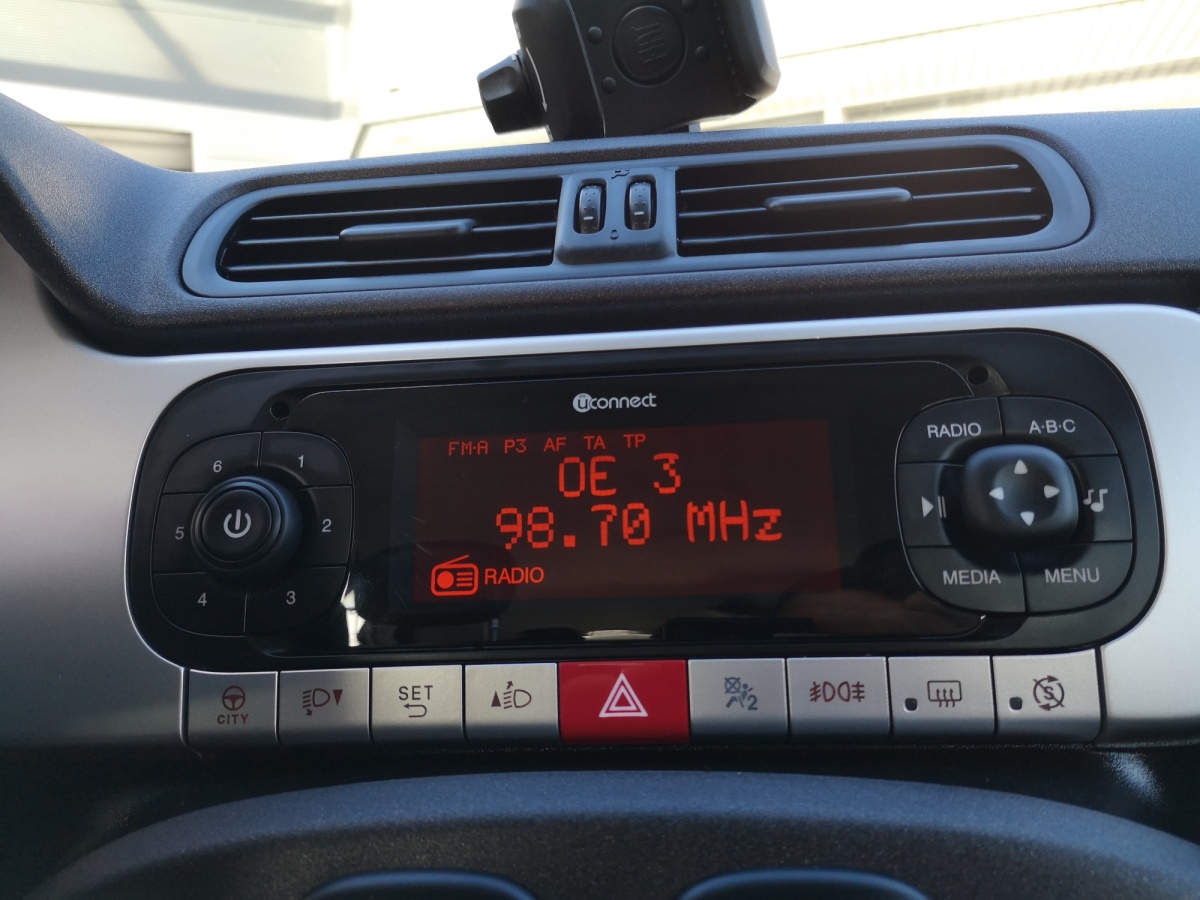 uconnect
FM·A P3 AF TA TP
OE 3
98.70 MHz
RADIO
6 1
5 2
4 3
RADIO A·B·C
MEDIA MENU
CITY
SET
2
S